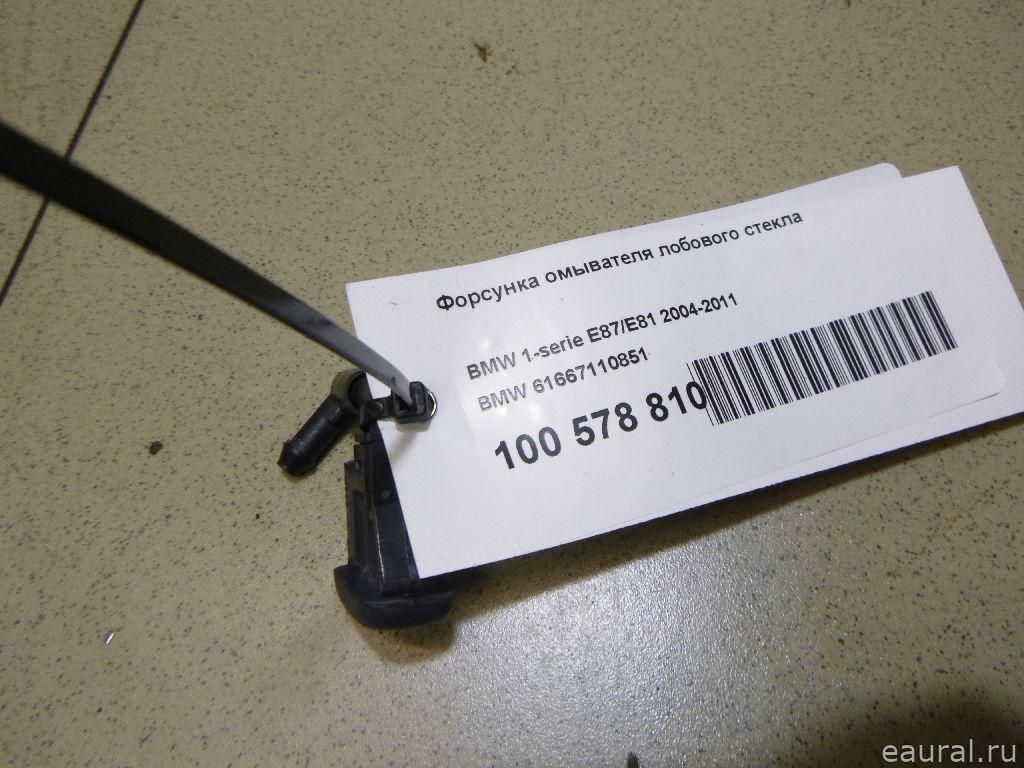 Форсунка омывателя лобового стекла
BMW 1-serie E87/E81 2004-2011
BMW 61667110851
100 578 810
eaural.ru